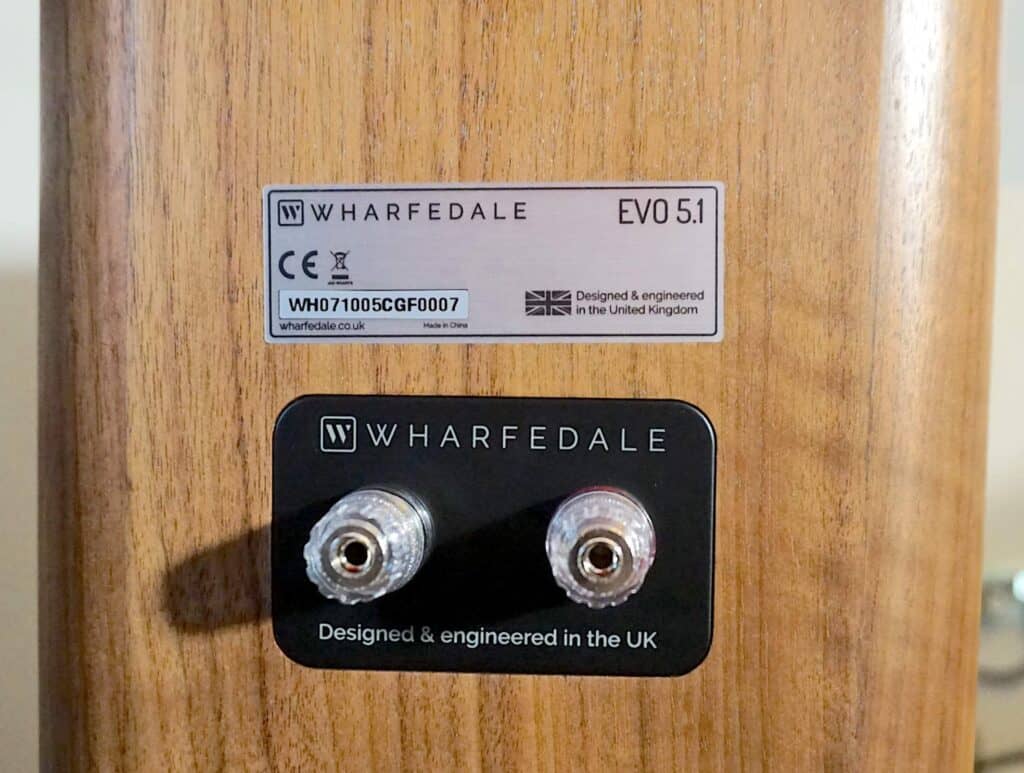 W WHARFEDALE EVO 5.1
CE
WH071005CGF0007
Designed & engineered
in the United Kingdom
wharfedale.co.uk Made in China
W WHARFEDALE
Designed & engineered in the UK